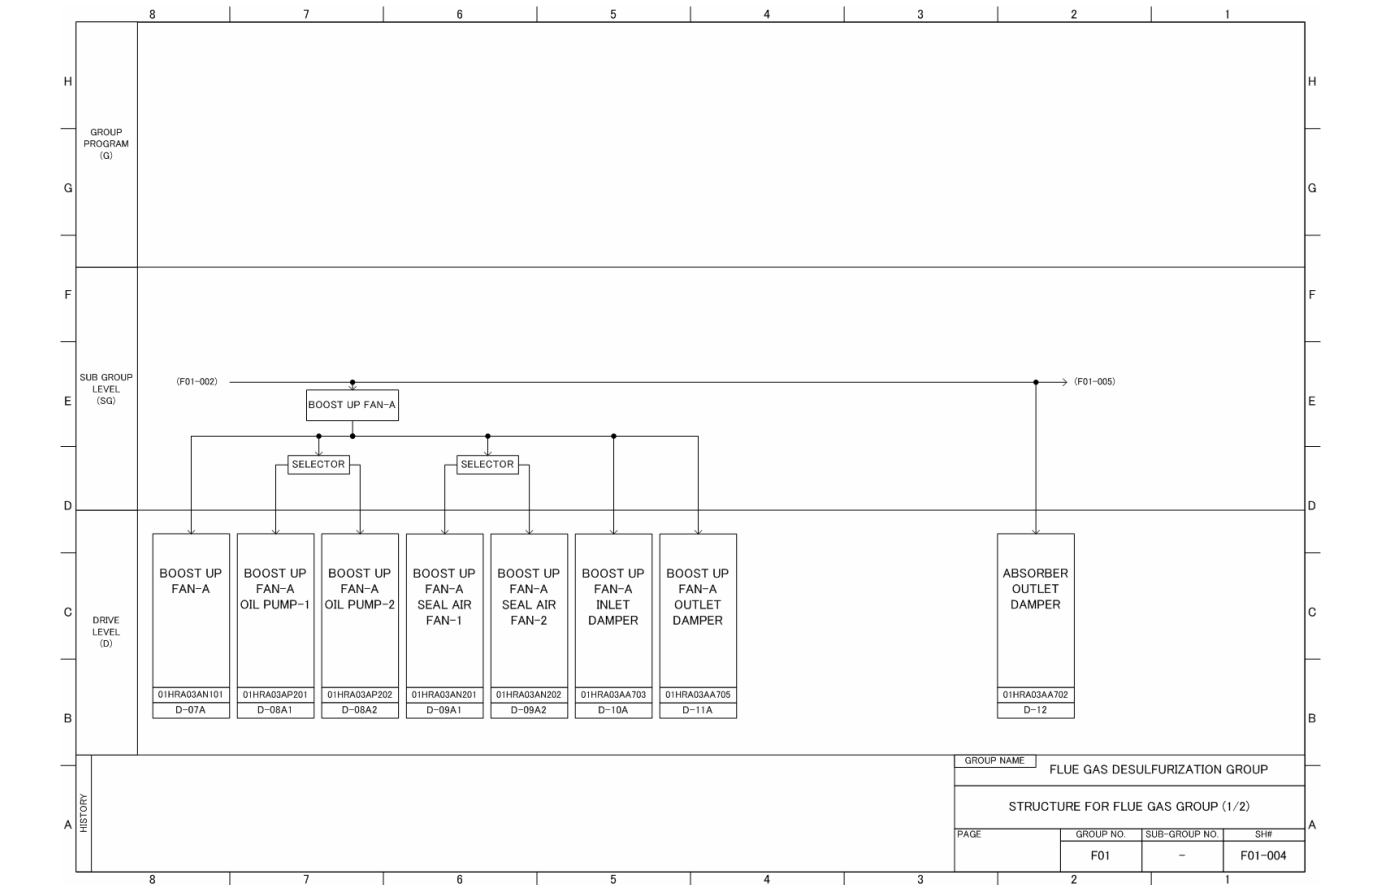 8 7 6 5 4 3 2 1
H H
GROUP
PROGRAM
(G)
G G
F F
SUB GROUP
LEVEL
(SG)
(F01-002) (F01-005)
E E
BOOST UP FAN-A
SELECTOR SELECTOR
D D
BOOST UP
FAN-A
01HRA03AN101
D-07A
BOOST UP
FAN-A
OIL PUMP-1
01HRA03AP201
D-08A1
BOOST UP
FAN-A
OIL PUMP-2
01HRA03AP202
D-08A2
BOOST UP
FAN-A
SEAL AIR
FAN-1
01HRA03AN201
D-09A1
BOOST UP
FAN-A
SEAL AIR
FAN-2
01HRA03AN202
D-09A2
BOOST UP
FAN-A
INLET
DAMPER
01HRA03AA703
D-10A
BOOST UP
FAN-A
OUTLET
DAMPER
01HRA03AA705
D-11A
ABSORBER
OUTLET
DAMPER
01HRA03AA702
D-12
C C
DRIVE
LEVEL
(D)
B B
GROUP NAME
FLUE GAS DESULFURIZATION GROUP
STRUCTURE FOR FLUE GAS GROUP (1/2)
A HISTORY A
PAGE GROUP NO. SUB-GROUP NO. SH#
F01 - F01-004
8 7 6 5 4 3 2 1